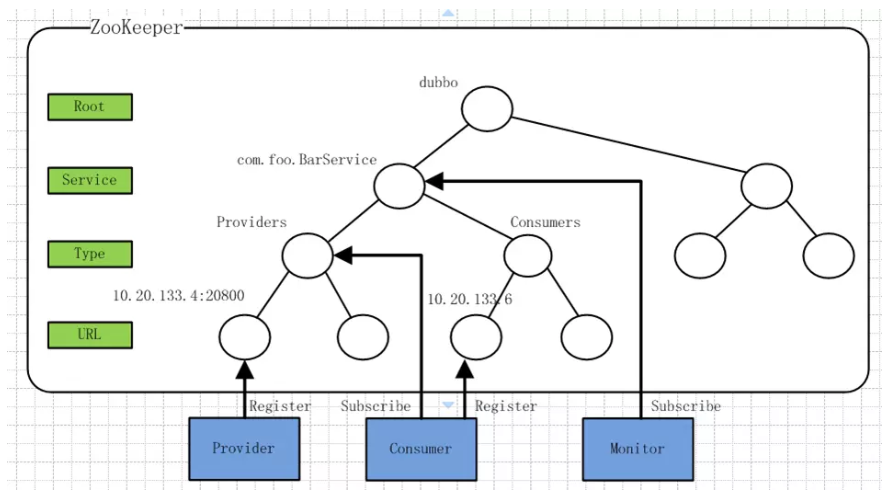 ZooKeeper
dubbo
Root
com.foo.BarService
Service
Providers
Consumers
Type
10.20.133.4:20800
10.20.133.6
URL
Register
Subscribe
Register
Subscribe
Provider
Consumer
Monitor